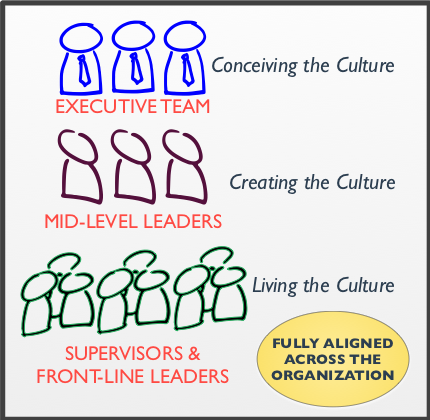 Conceiving the Culture
EXECUTIVE TEAM
Creating the Culture
MID-LEVEL LEADERS
Living the Culture
SUPERVISORS &
FRONT-LINE LEADERS
FULLY ALIGNED
ACROSS THE
ORGANIZATION